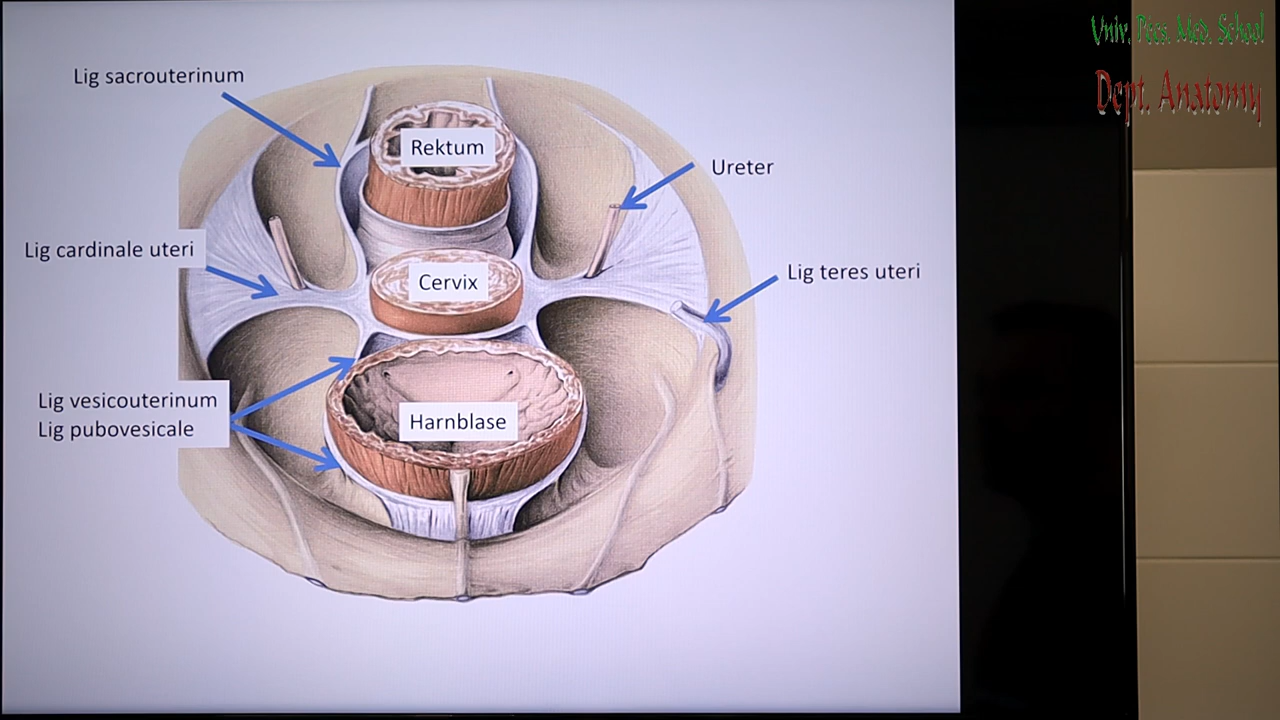 Univ. Pecs. Med. School
Dept. Anatomy
Lig sacrouterinum
Rektum
Ureter
Lig cardinale uteri
Cervix
Lig teres uteri
Lig vesicouterinum
Lig pubovesicale
Harnblase